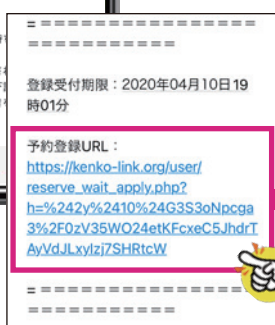 = = = = = = = = = = = = = = = = =
= = = = = = = = = = =
登録受付期限：2020年04月10日19
時01分
予約登録URL：
https://kenko-link.org/user/
reserve_wait_apply.php?
h=%242y%2410%24G3S3oNpcga
3%2F0zV35WO24etKFcxeC5JhdrT
AyVdJLxyIzj7SHRtcW
= = = = = = = = = = = = = = =
= = = = = = = = = = =